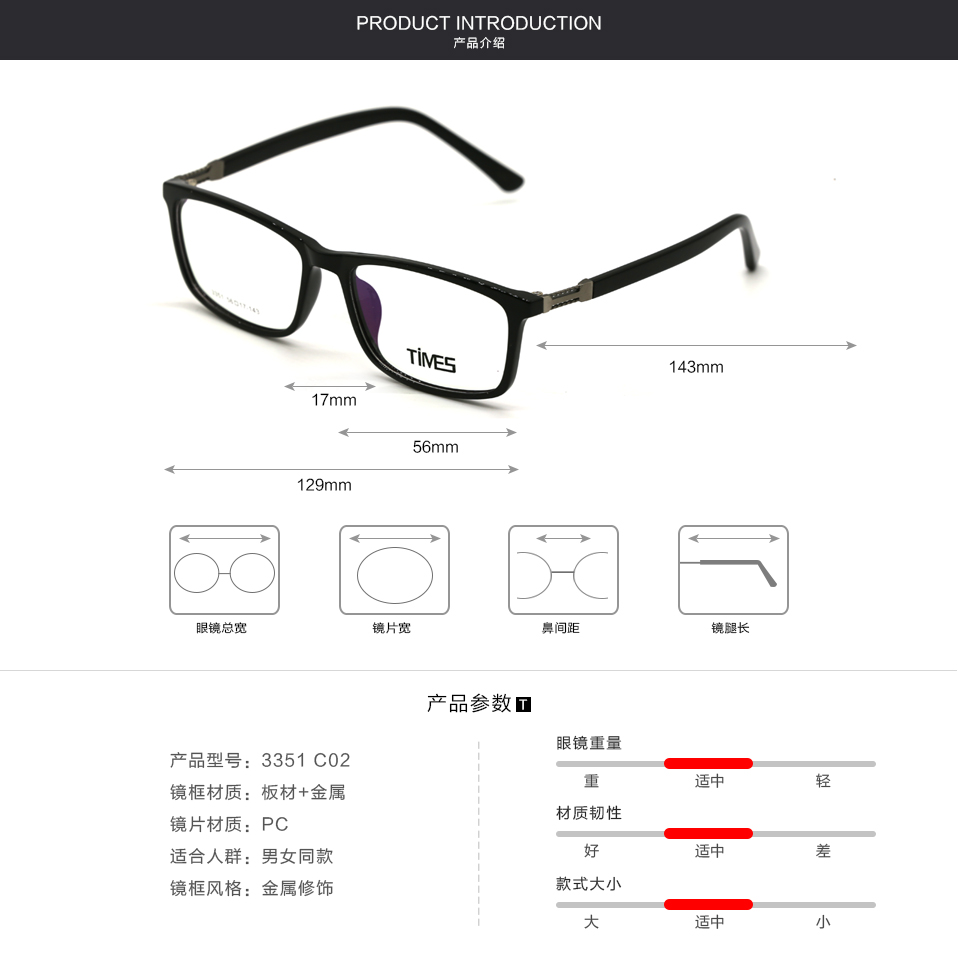 PRODUCT INTRODUCTION
产品介绍
TIMES
143mm
17mm
56mm
129mm
眼镜总宽
镜片宽
鼻间距
镜腿长
产品参数 T
产品型号：3351 C02
镜框材质：板材+金属
镜片材质：PC
适合人群：男女同款
镜框风格：金属修饰
眼镜重量
重 适中 轻
材质韧性
好 适中 差
款式大小
大 适中 小